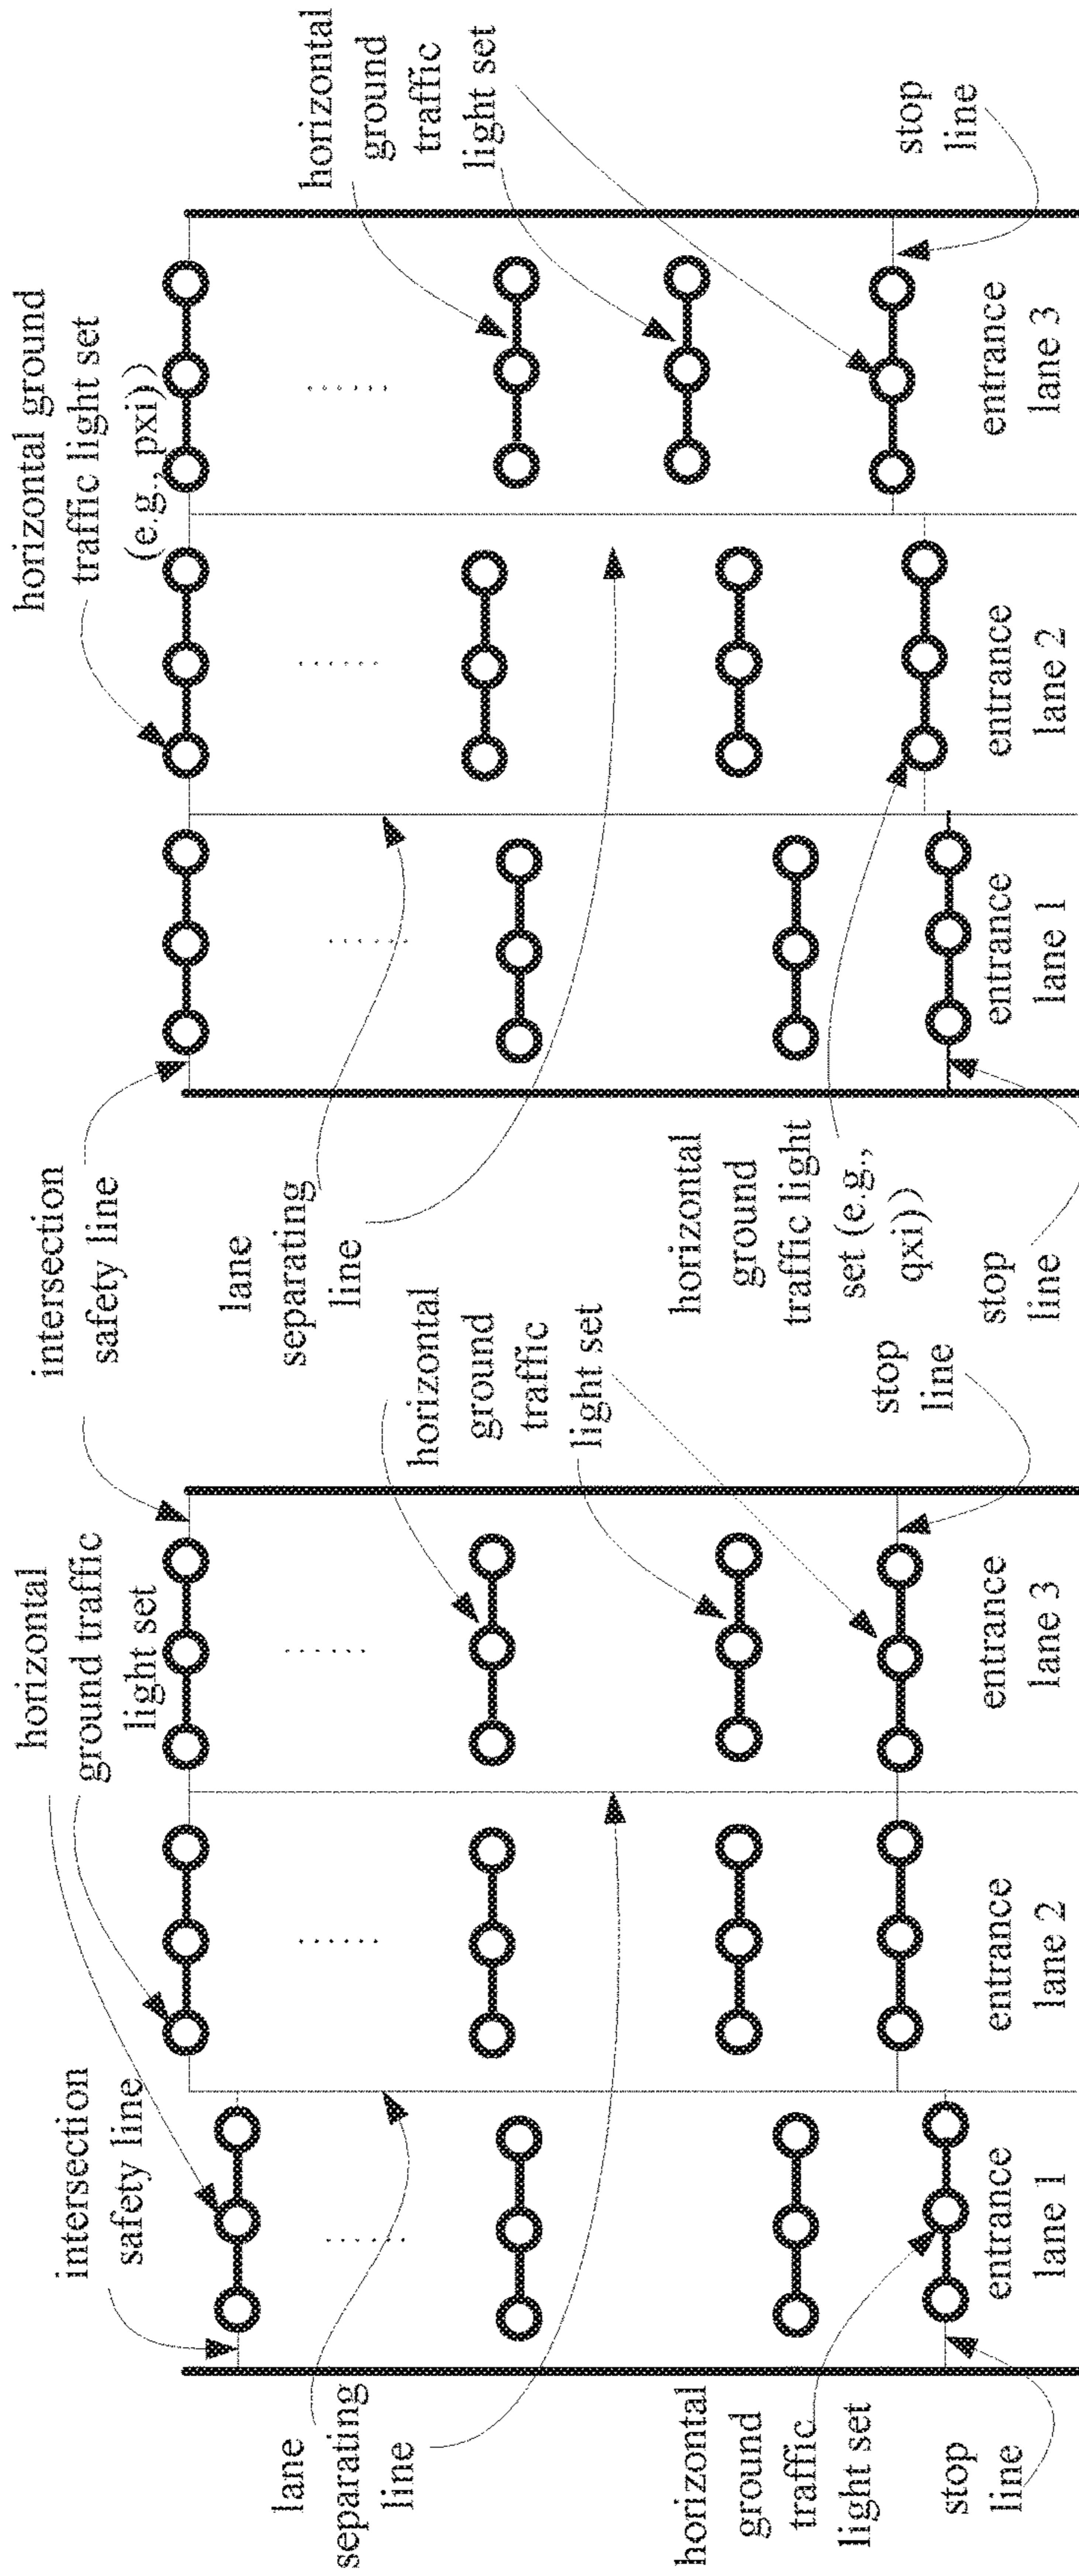 horizontal
ground traffic
light set
intersection
safety line
lane
separating
line
horizontal
ground
traffic
light set
stop
line
entrance
lane 1
entrance
lane 2
entrance
lane 3
horizontal
ground
traffic
light set
stop
line
intersection
safety line
lane
separating
line
horizontal
ground
traffic light
set (e.g.,
qxi))
stop
line
horizontal ground
traffic light set
(e.g., pxi))
entrance
lane 1
entrance
lane 2
entrance
lane 3
horizontal
ground
traffic
light set
stop
line